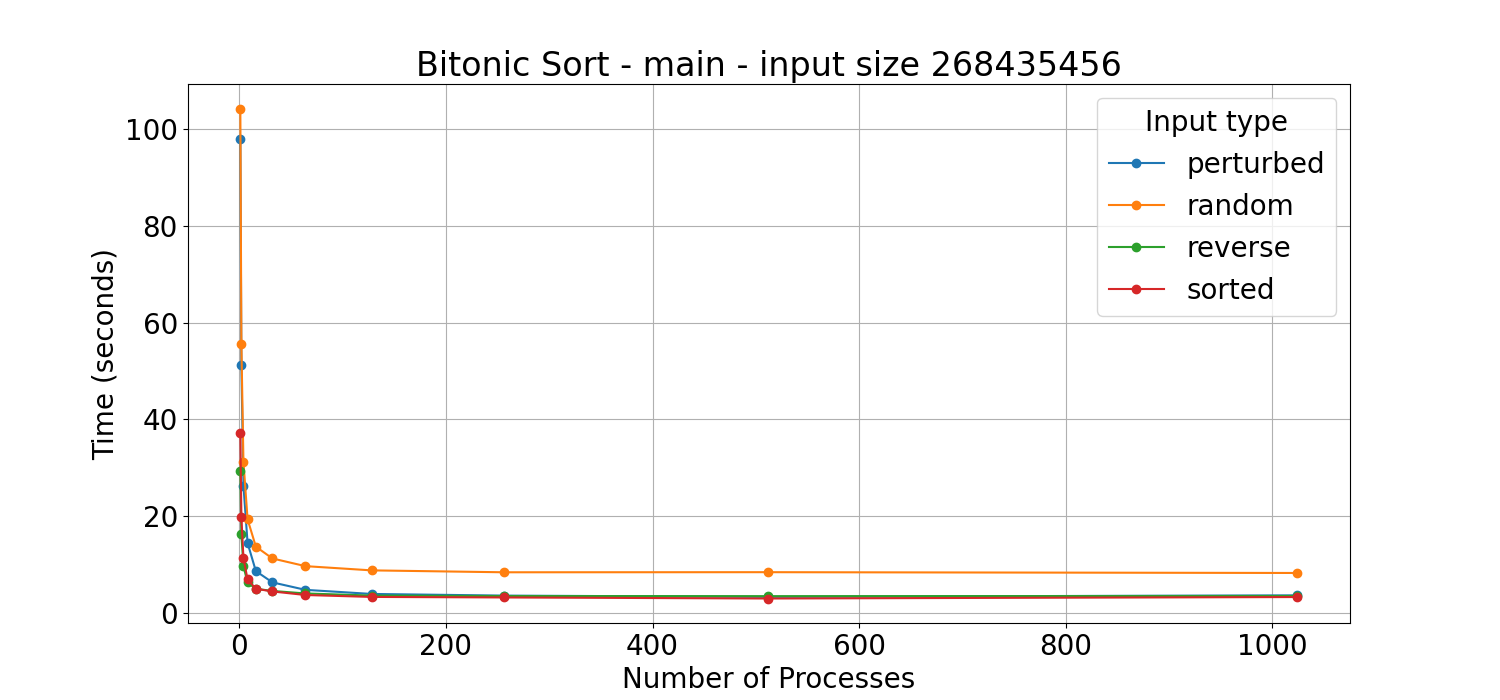 Bitonic Sort - main - input size 268435456
Time (seconds)
100
80
60
40
20
0
Input type
perturbed
random
reverse
sorted
0 200 400 600 800 1000
Number of Processes